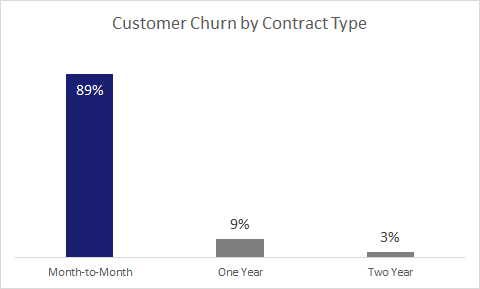 Customer Churn by Contract Type
89%
9%
3%
Month-to-Month
One Year
Two Year